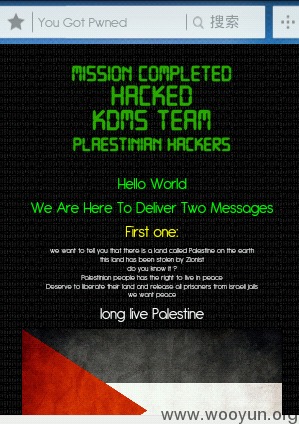 You Got Pwned
搜索
MISSION COMPLETED
HACKED
KDMS TEAM
PLAESTINIAN HACKERS
Hello World
We Are Here To Deliver Two Messages
First one:
we want to tell you that there is a land called Palestine on the earth
this land has been stolen by Zionist
do you know it ?
Palestinian people has the right to live in peace
Deserve to liberate their land and release all prisoners from israeli jails
we want peace
long live Palestine
www.wooyun.org